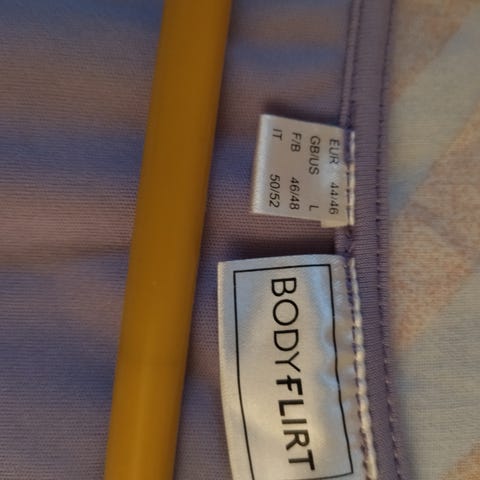 EUR 44/46
GB/US L
F/B 46/48
IT 50/52
BODYFLIRT